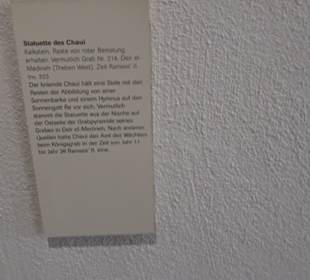 Statuette des Chaui
Kalkstein, Reste von roter Bemalung
erhalten. Vermutlich Grab Nr. 214, Deir el-
Medineh (Theben West). Zeit Ramses' II.
Inv. 203
Der kniende Chaui hält eine Stele mit den
Resten der Abbildung von einer
Sonnenbarke und einem Hymnus auf den
Sonnengott Re vor sich. Vermutlich
stammt die Statuette aus der Nische auf
der Ostseite der Grabpyramide seines
Grabes in Deir el-Medineh. Nach anderen
Quellen hatte Chaui das Amt des Wächters
beim Königsgrab in der Zeit von Jahr 11
bis Jahr 38 Ramses' II. inne.